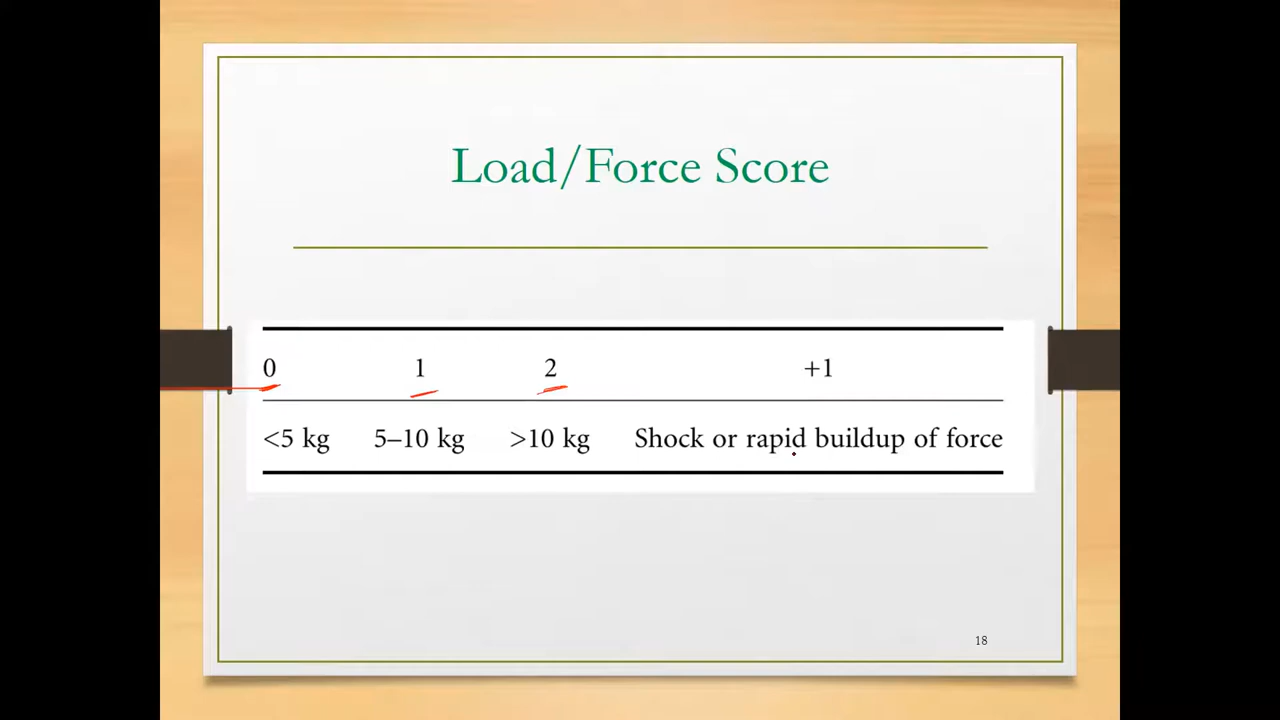 Load/Force Score
0 1 2 +1
<5 kg 5–10 kg >10 kg Shock or rapid buildup of force
18